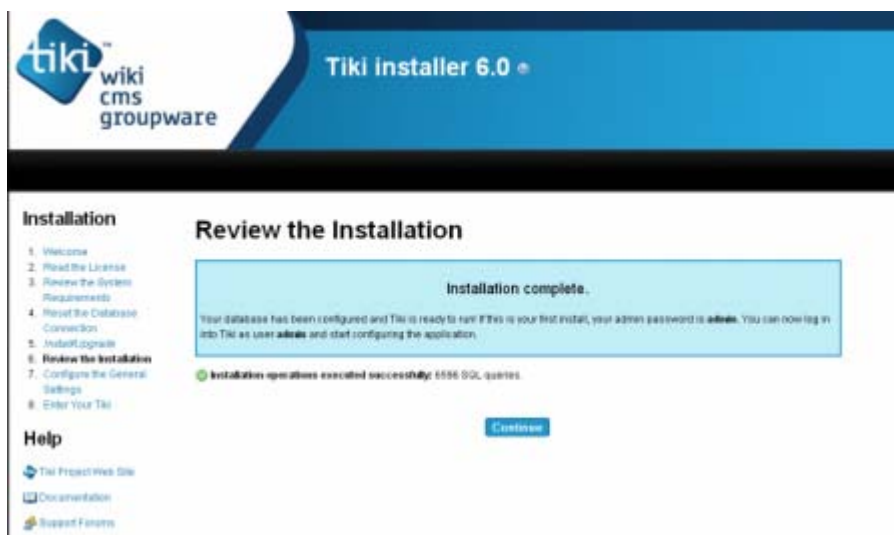 tiki™
wiki
cms
groupware
Tiki installer 6.0
Installation
1. Welcome
2. Read the License
3. Review the System
Requirements
4. Reset the Database
Connection
5. Install/Upgrade
6. Review the Installation
7. Configure the General
Settings
8. Enter Your Tiki
Help
Tiki Project Web Site
Documentation
Support Forums
Review the Installation
Installation complete.
Your database has been configured and Tiki is ready to run! If this is your first install, your admin password is admin. You can now log in
into Tiki as user admin and start configuring the application.
Installation operations executed successfully: 6596 SQL queries.
Continue